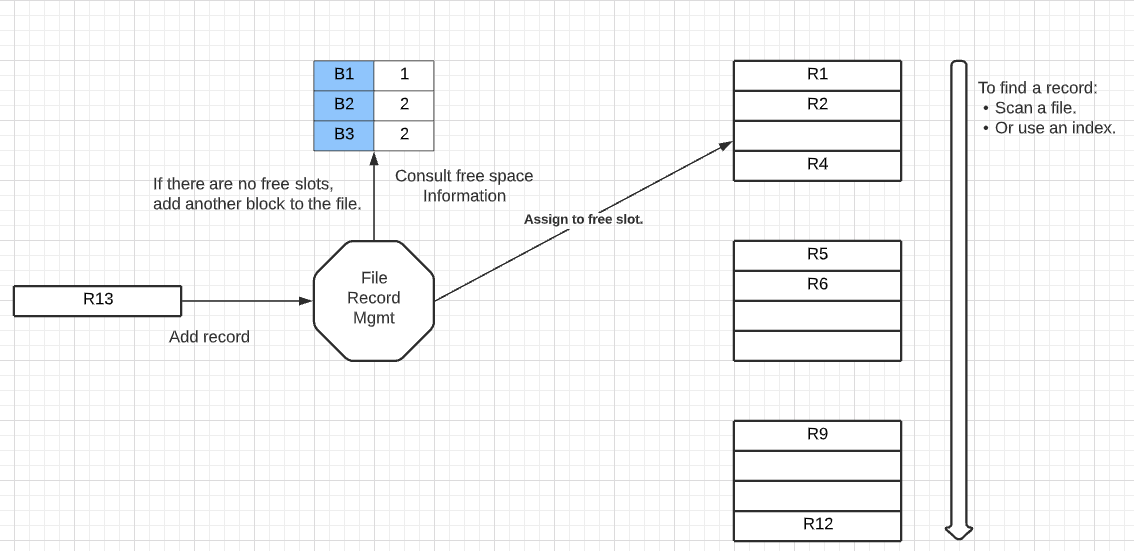 B1 1
B2 2
B3 2
If there are no free slots,
add another block to the file.
Consult free space
Information
Assign to free slot.
R13
Add record
File
Record
Mgmt
R1
R2
R4
R5
R6
R9
R12
To find a record:
• Scan a file.
• Or use an index.